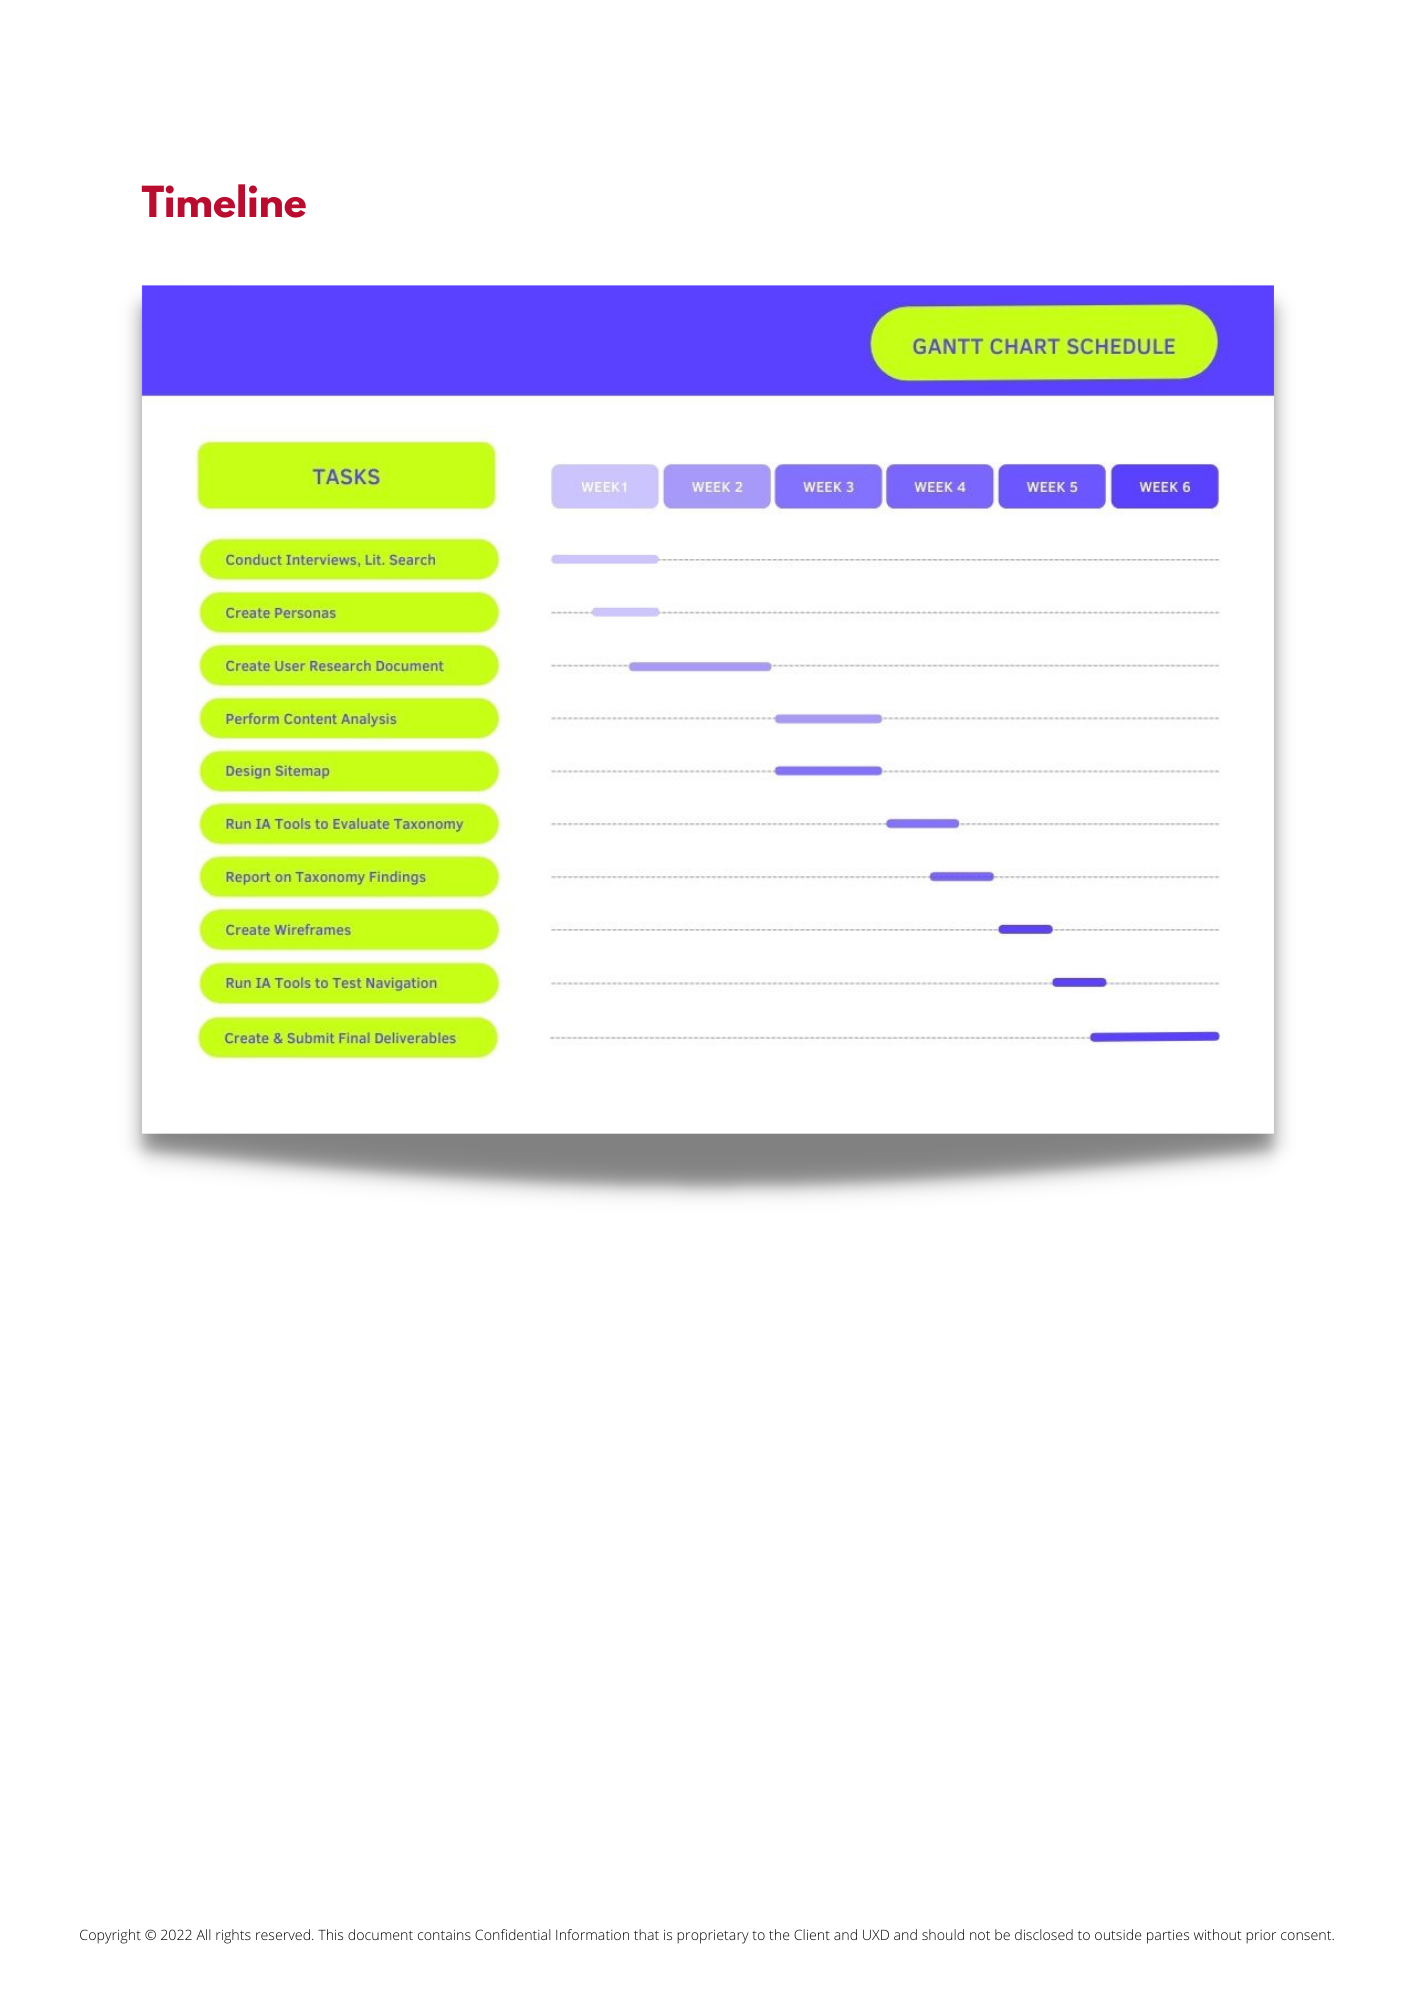 Timeline
GANTT CHART SCHEDULE
TASKS
WEEK1 WEEK 2 WEEK 3 WEEK 4 WEEK 5 WEEK 6
Conduct Interviews, Lit. Search
Create Personas
Create User Research Document
Perform Content Analysis
Design Sitemap
Run IA Tools to Evaluate Taxonomy
Report on Taxonomy Findings
Create Wireframes
Run IA Tools to Test Navigation
Create & Submit Final Deliverables
Copyright © 2022 All rights reserved. This document contains Confidential Information that is proprietary to the Client and UXD and should not be disclosed to outside parties without prior consent.